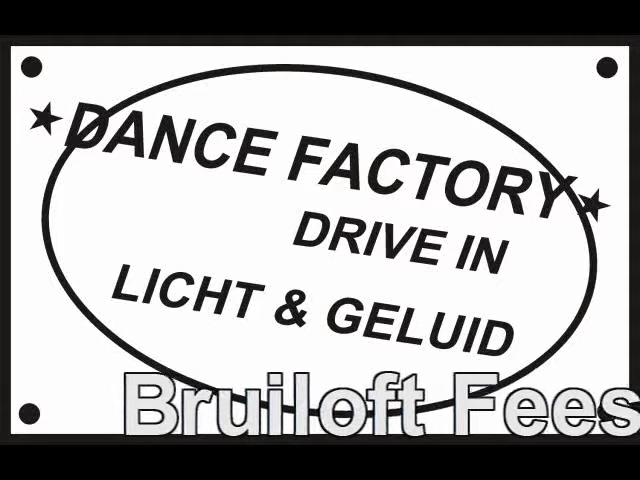 DANCE FACTORY
DRIVE IN
LICHT & GELUID
Bruiloft Fees